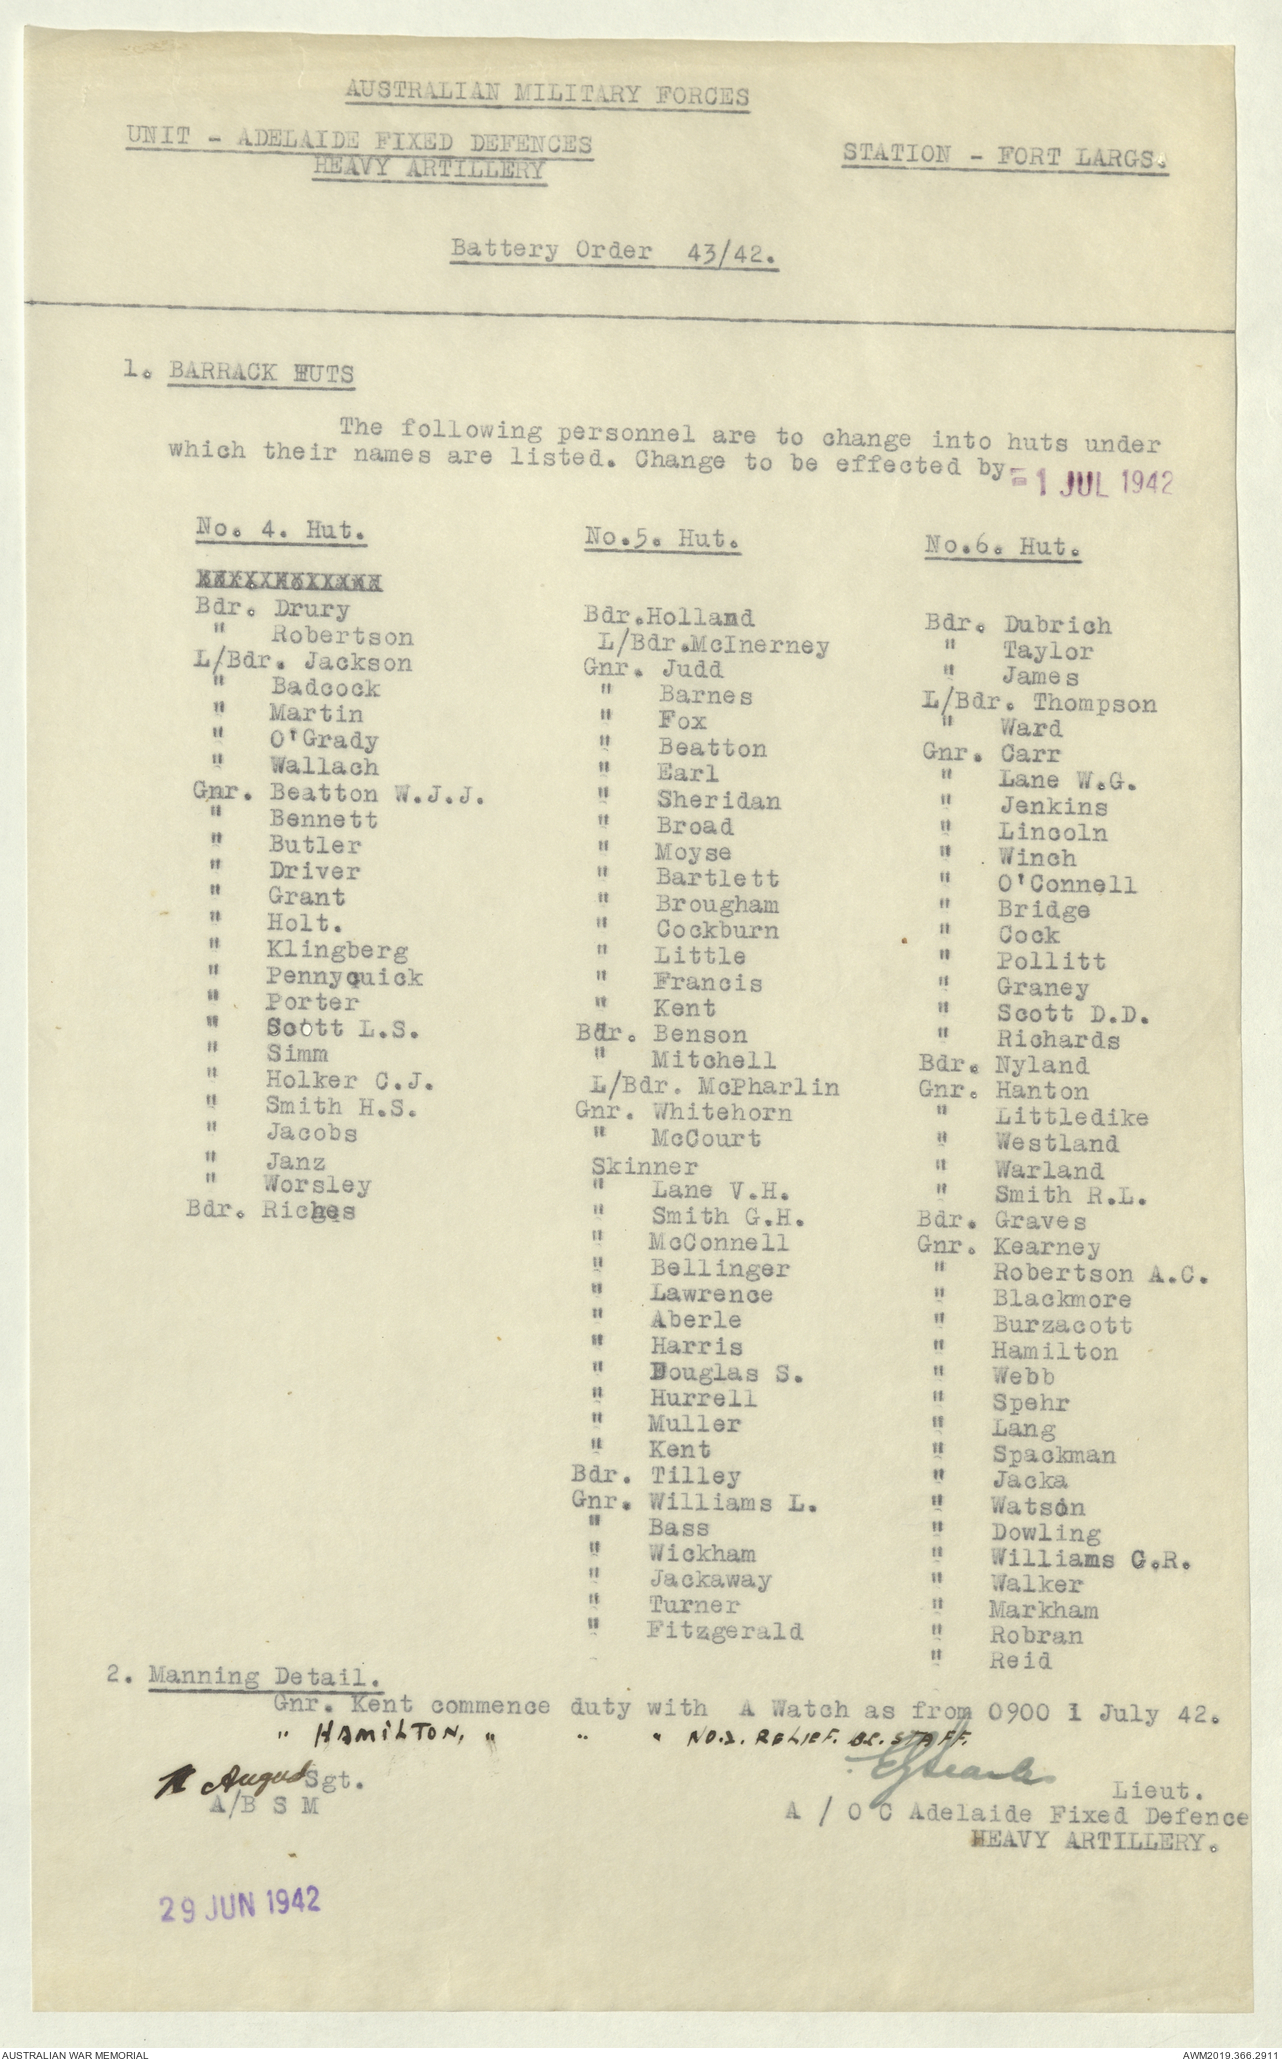 AUSTRALIAN MILITARY FORCES
UNIT - ADELAIDE FIXED DEFENCES
HEAVY ARTILLERY
STATION - FORT LARGS.
Battery Order 43/42.
1. BARRACK HUTS
The following personnel are to change into huts under
which their names are listed. Change to be effected by
- 1 JUL 1942
No. 4. Hut.
Bdr. Drury
" Robertson
L/Bdr. Jackson
" Badcock
" Martin
" O'Grady
" Wallach
Gnr. Beatton W.J.J.
" Bennett
" Butler
" Driver
" Grant
" Holt.
" Klingberg
" Pennyquick
" Porter
" Scott L.S.
" Simm
" Holker C.J.
" Smith H.S.
" Jacobs
" Janz
" Worsley
Bdr. Riches
No.5. Hut.
Bdr.Holland
L/Bdr.McInerney
Gnr. Judd
" Barnes
" Fox
" Beatton
" Earl
" Sheridan
" Broad
" Moyse
" Bartlett
" Brougham
" Cockburn
" Little
" Francis
" Kent
Bdr. Benson
" Mitchell
L/Bdr. McPharlin
Gnr. Whitehorn
" McCourt
Skinner
" Lane V.H.
" Smith G.H.
" McConnell
" Bellinger
" Lawrence
" Aberle
" Harris
" Douglas S.
" Hurrell
" Muller
" Kent
Bdr. Tilley
Gnr. Williams L.
" Bass
" Wickham
" Jackaway
" Turner
" Fitzgerald
No.6. Hut.
Bdr. Dubrich
" Taylor
" James
L/Bdr. Thompson
" Ward
Gnr. Carr
" Lane W.G.
" Jenkins
" Lincoln
" Winch
" O'Connell
" Bridge
" Cock
" Pollitt
" Graney
" Scott D.D.
" Richards
Bdr. Nyland
Gnr. Hanton
" Littledike
" Westland
" Warland
" Smith R.L.
Bdr. Graves
Gnr. Kearney
" Robertson A.C.
" Blackmore
" Burzacott
" Hamilton
" Webb
" Spehr
" Lang
" Spackman
" Jacka
" Watson
" Dowling
" Williams G.R.
" Walker
" Markham
" Robran
" Reid
2. Manning Detail.
Gnr. Kent commence duty with A Watch as from 0900 1 July 42.
" HAMILTON, " " " NO.2. RELIEF. STAFF.
Sgt.
A/B S M
Lieut.
A / O C Adelaide Fixed Defence
HEAVY ARTILLERY.
29 JUN 1942
AUSTRALIAN WAR MEMORIAL
AWM2019.366.2911